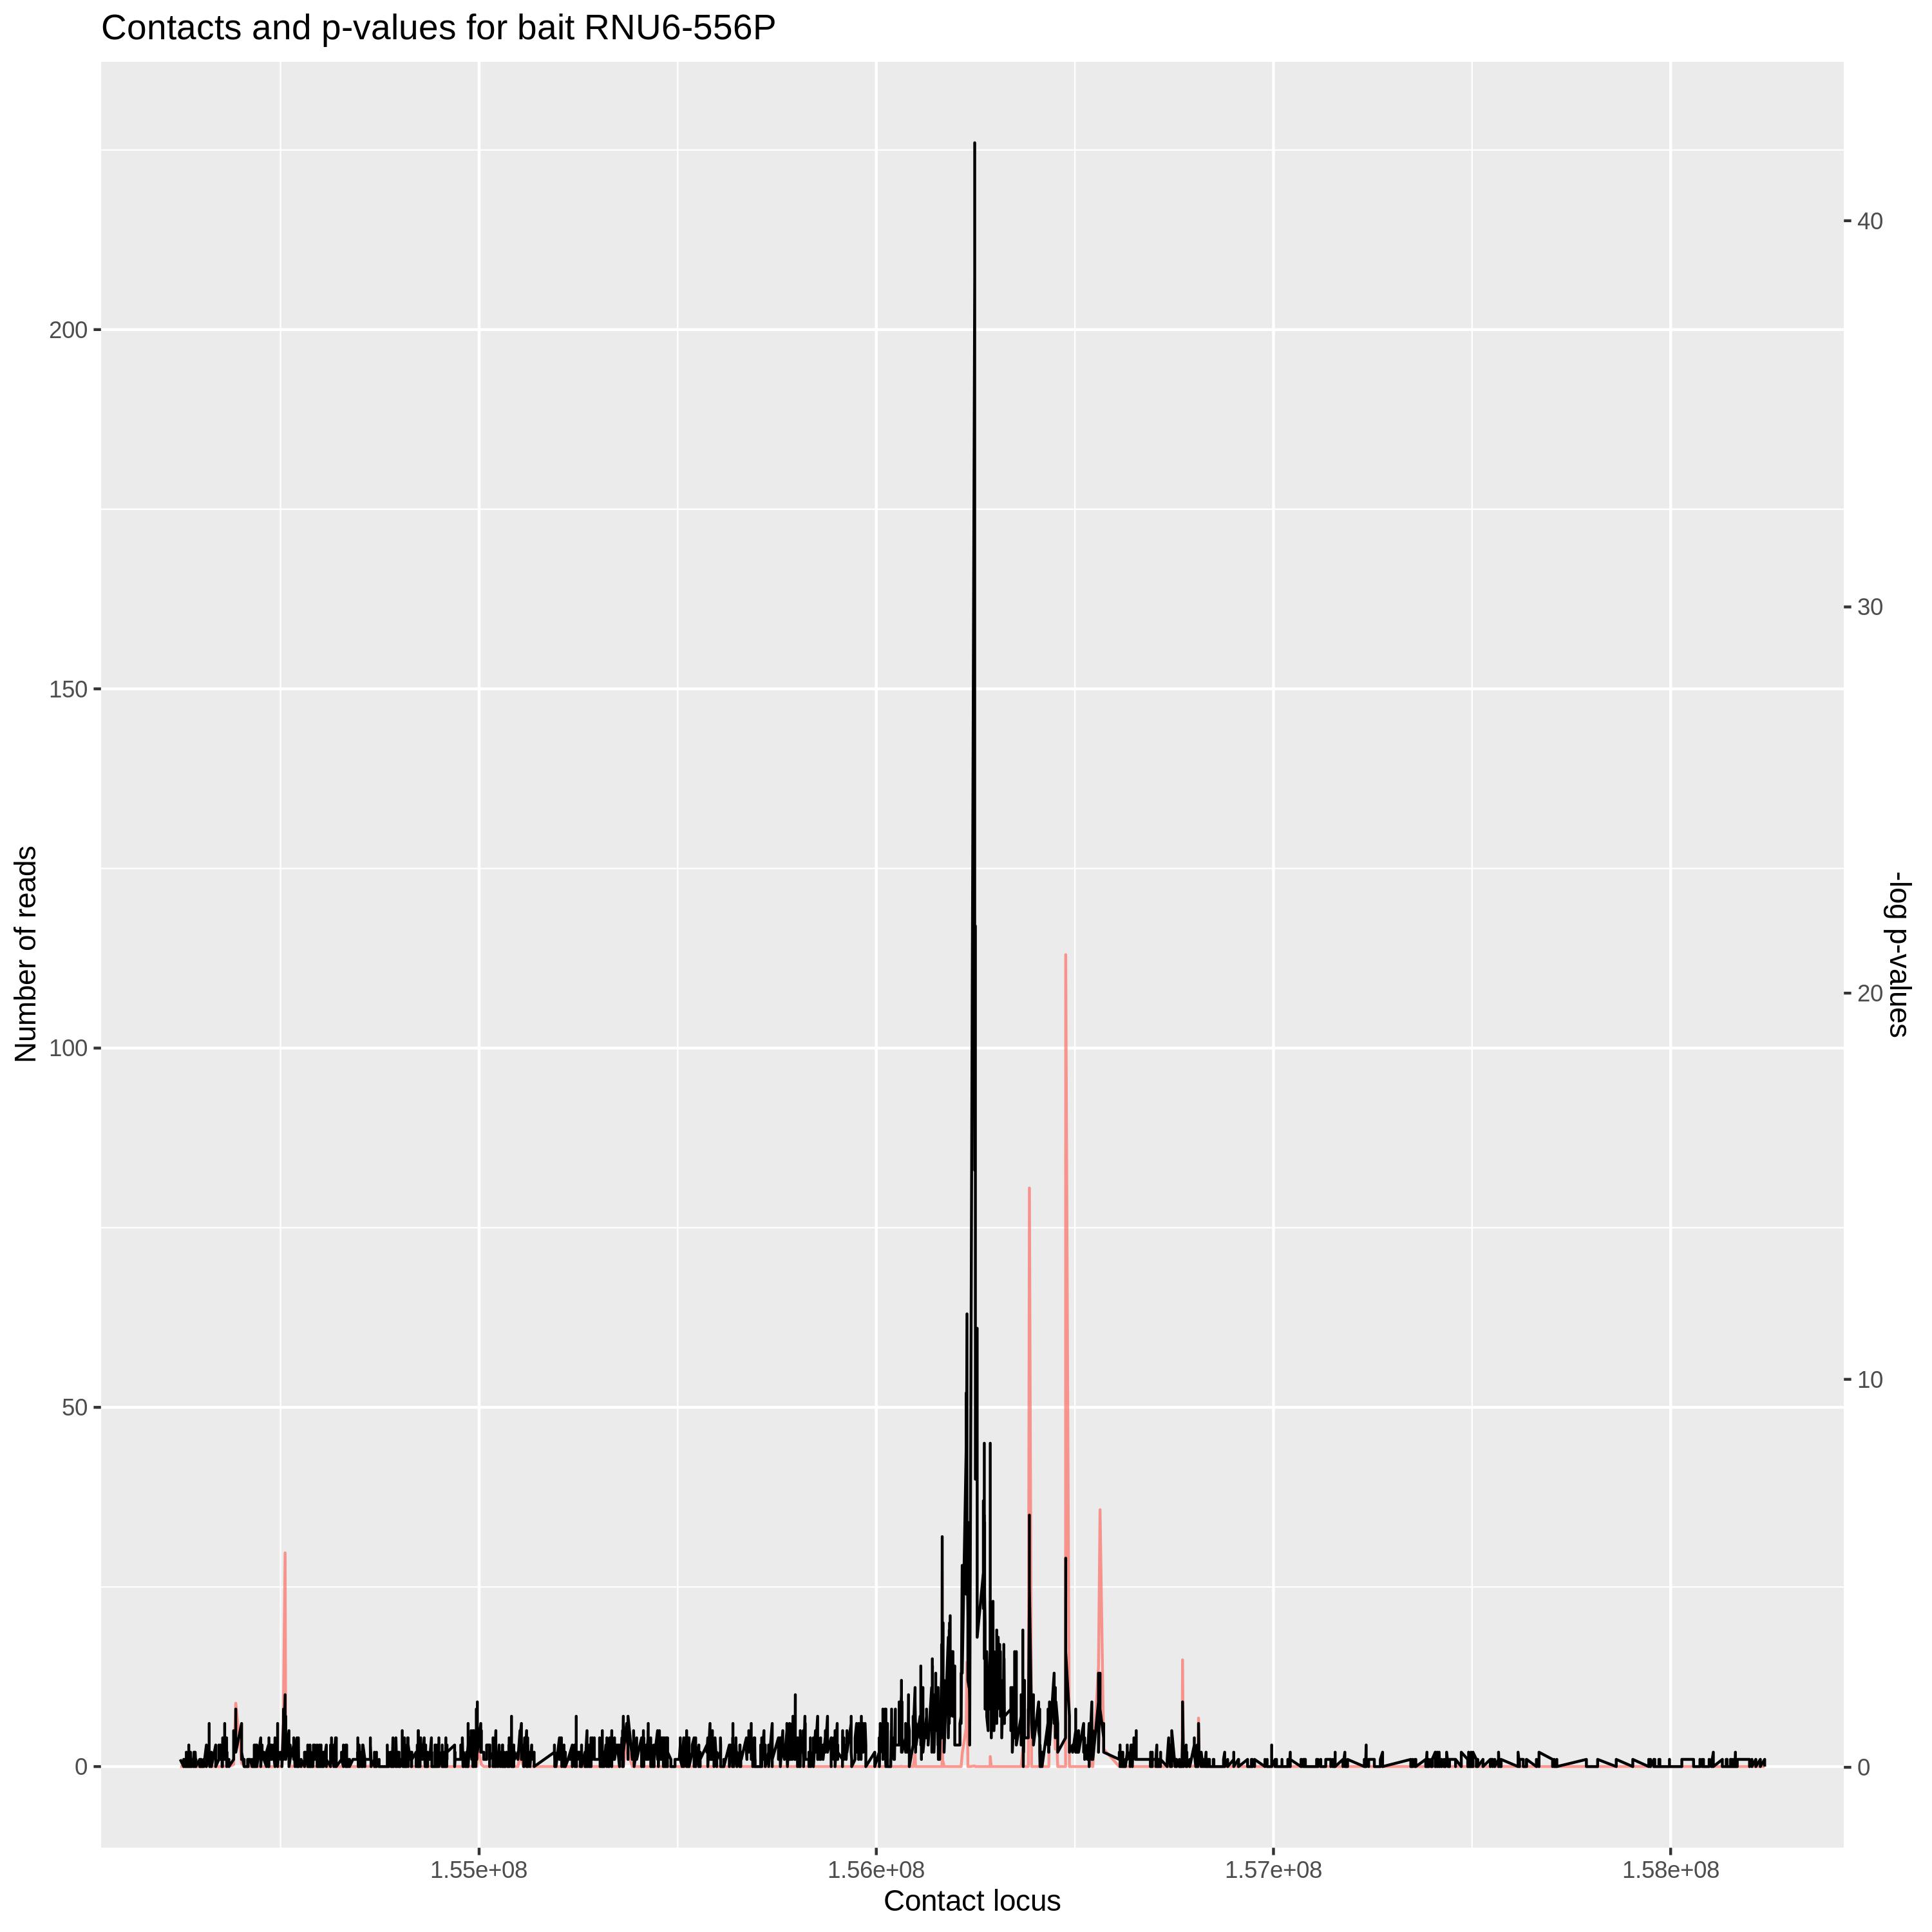 Contacts and p-values for bait RNU6-556P
Number of reads
200
150
100
50
0
40
30
20
10
0
-log p-values
1.55e+08 1.56e+08 1.57e+08 1.58e+08
Contact locus